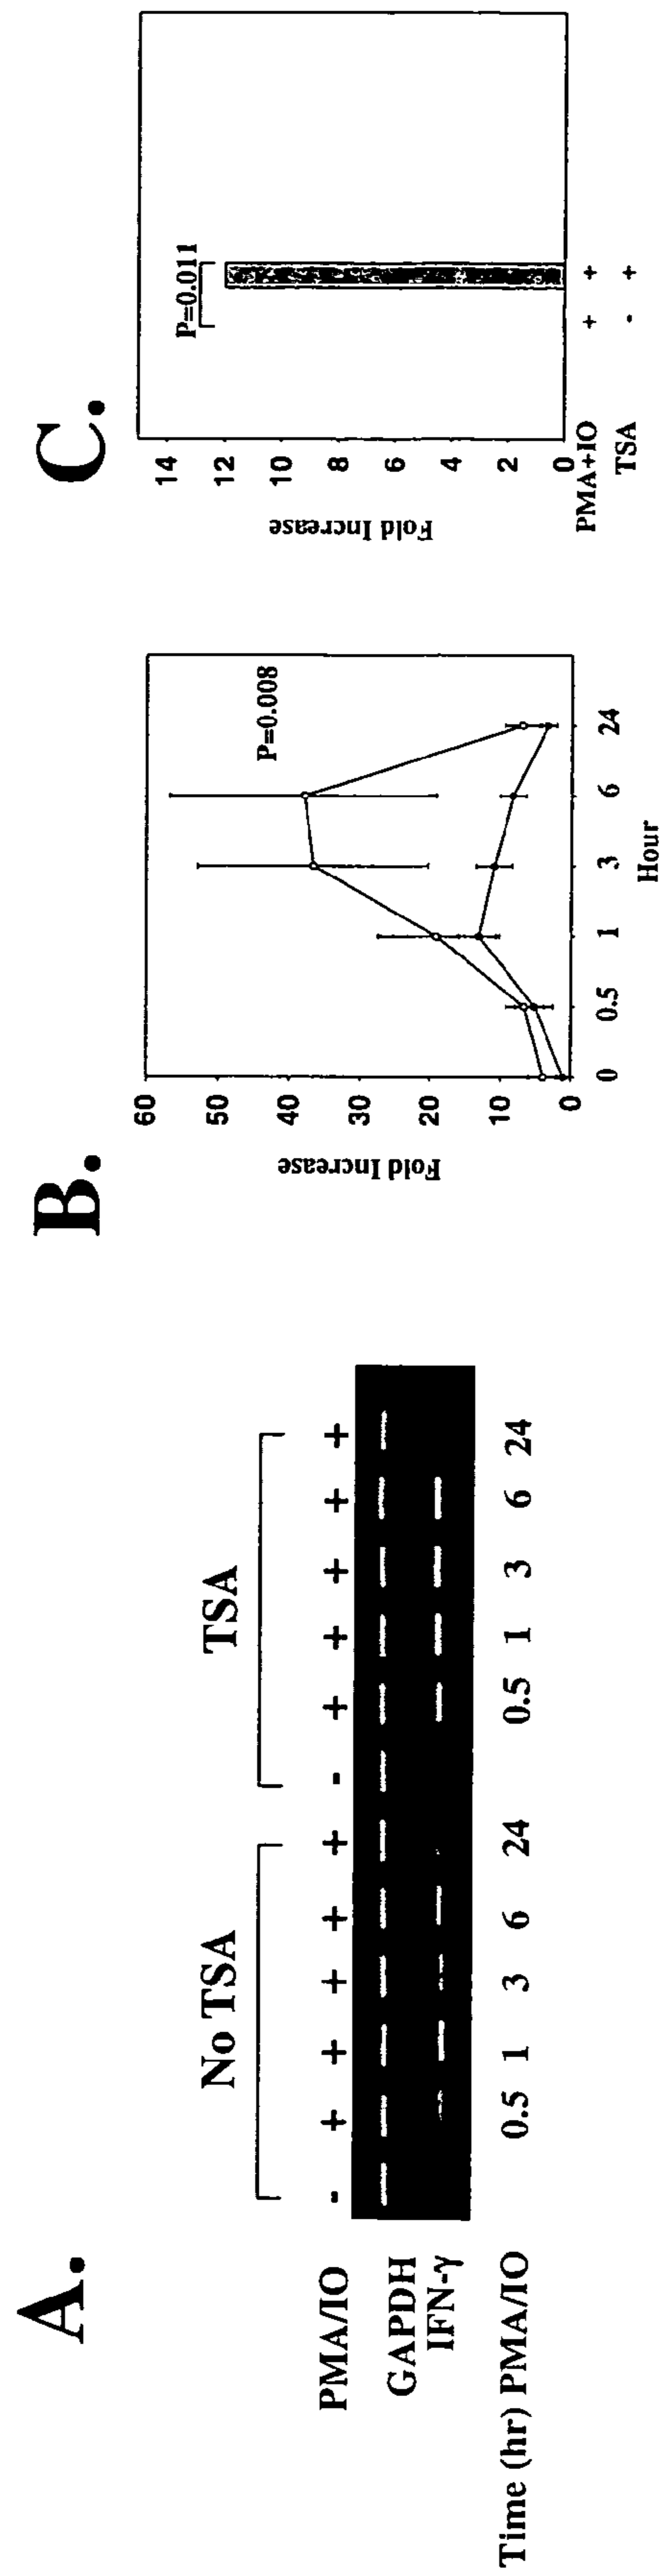 A.
No TSA TSA
PMA/IO - + + + + + - + + + + +
GAPDH
IFN-γ
Time (hr) PMA/IO 0.5 1 3 6 24 0.5 1 3 6 24
B.
Fold Increase
60
50
40
30
20
10
0
P=0.008
0 0.5 1 3 6 24
Hour
C.
Fold Increase
14
12
10
8
6
4
2
0
P=0.011
PMA+IO + +
TSA - +